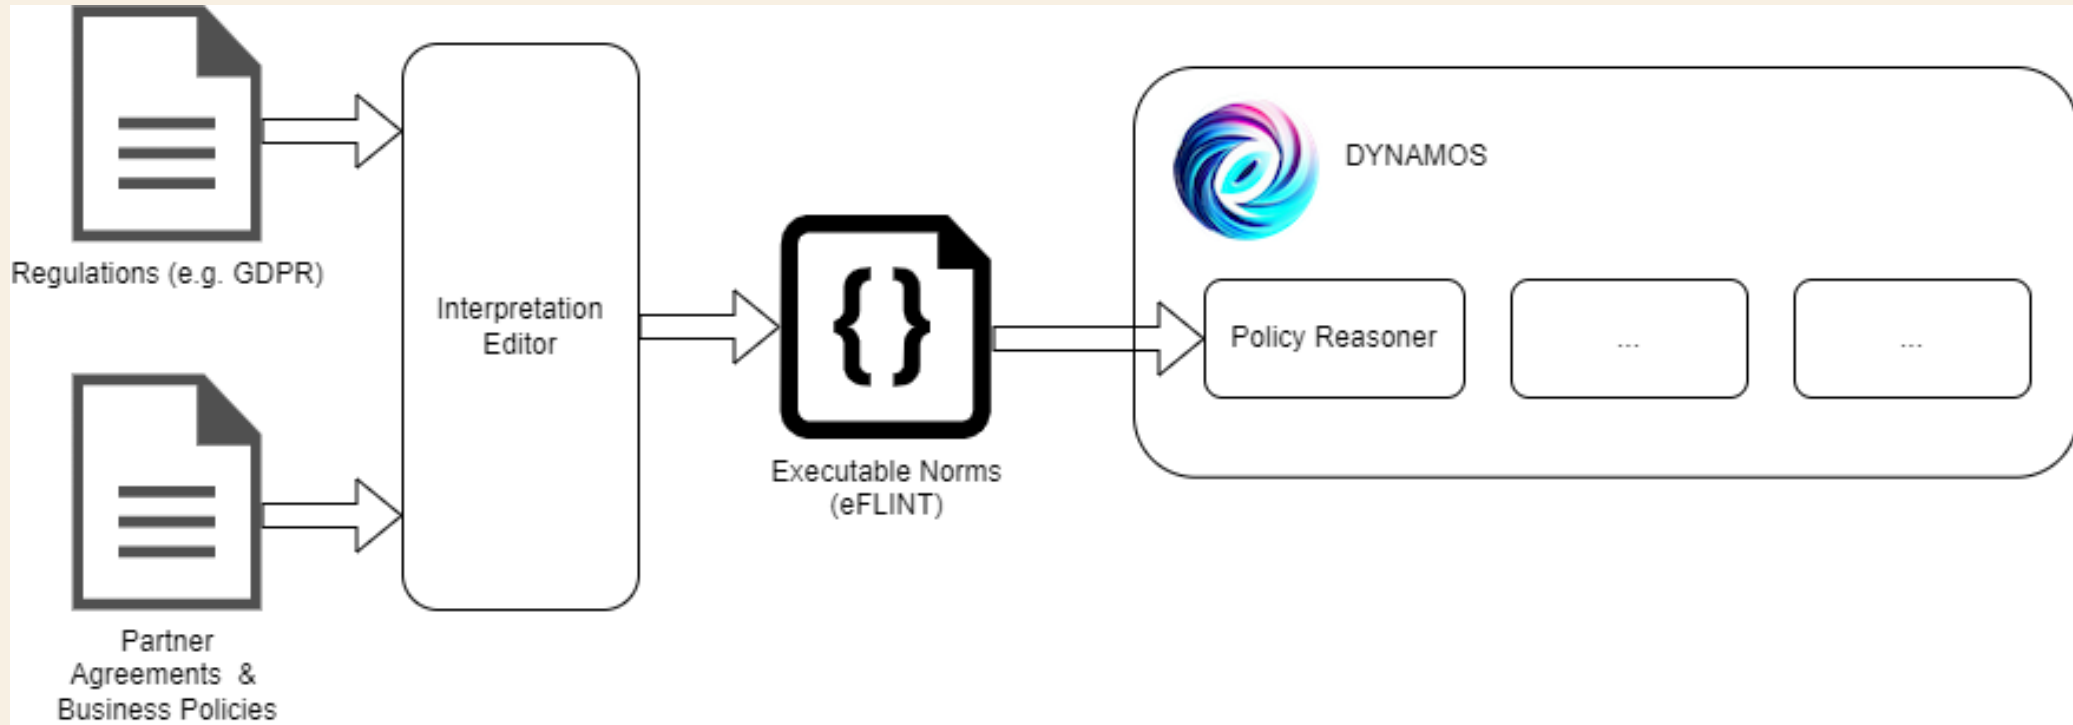 Regulations (e.g. GDPR)
Partner
Agreements &
Business Policies
Interpretation
Editor
{}
Executable Norms
(eFLINT)
DYNAMOS
Policy Reasoner
...
...